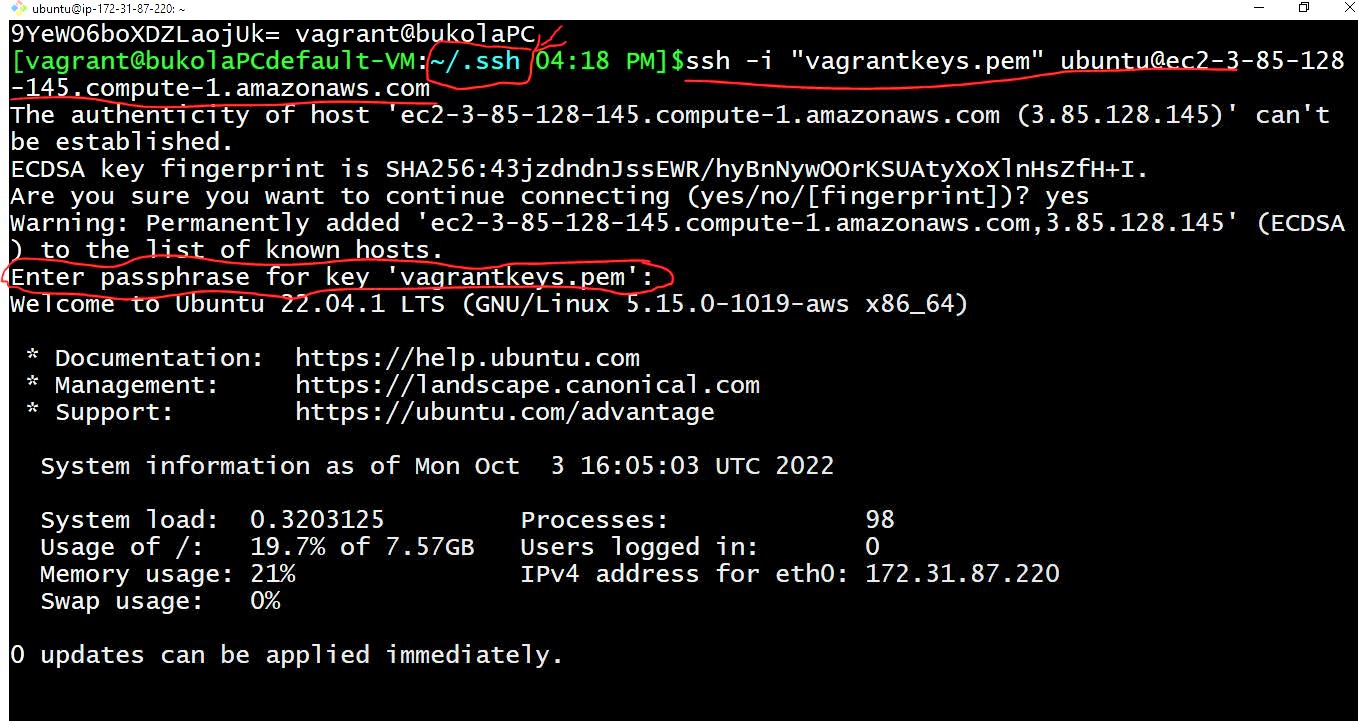 ubuntu@ip-172-31-87-220: ~
9YeWO6boXDZLaojUk= vagrant@bukolaPC
[vagrant@bukolaPCdefault-VM:~/.ssh 04:18 PM]$ssh -i "vagrantkeys.pem" ubuntu@ec2-3-85-128
-145.compute-1.amazonaws.com
The authenticity of host 'ec2-3-85-128-145.compute-1.amazonaws.com (3.85.128.145)' can't
be established.
ECDSA key fingerprint is SHA256:43jzdndnJssEWR/hyBnNywOOrKSUAtyXoXlnHsZfH+I.
Are you sure you want to continue connecting (yes/no/[fingerprint])? yes
Warning: Permanently added 'ec2-3-85-128-145.compute-1.amazonaws.com,3.85.128.145' (ECDSA
) to the list of known hosts.
Enter passphrase for key 'vagrantkeys.pem':
Welcome to Ubuntu 22.04.1 LTS (GNU/Linux 5.15.0-1019-aws x86_64)
* Documentation:  https://help.ubuntu.com
* Management:     https://landscape.canonical.com
* Support:        https://ubuntu.com/advantage
System information as of Mon Oct  3 16:05:03 UTC 2022
System load:  0.3203125         Processes:             98
Usage of /:   19.7% of 7.57GB   Users logged in:       0
Memory usage: 21%               IPv4 address for eth0: 172.31.87.220
Swap usage:   0%
0 updates can be applied immediately.